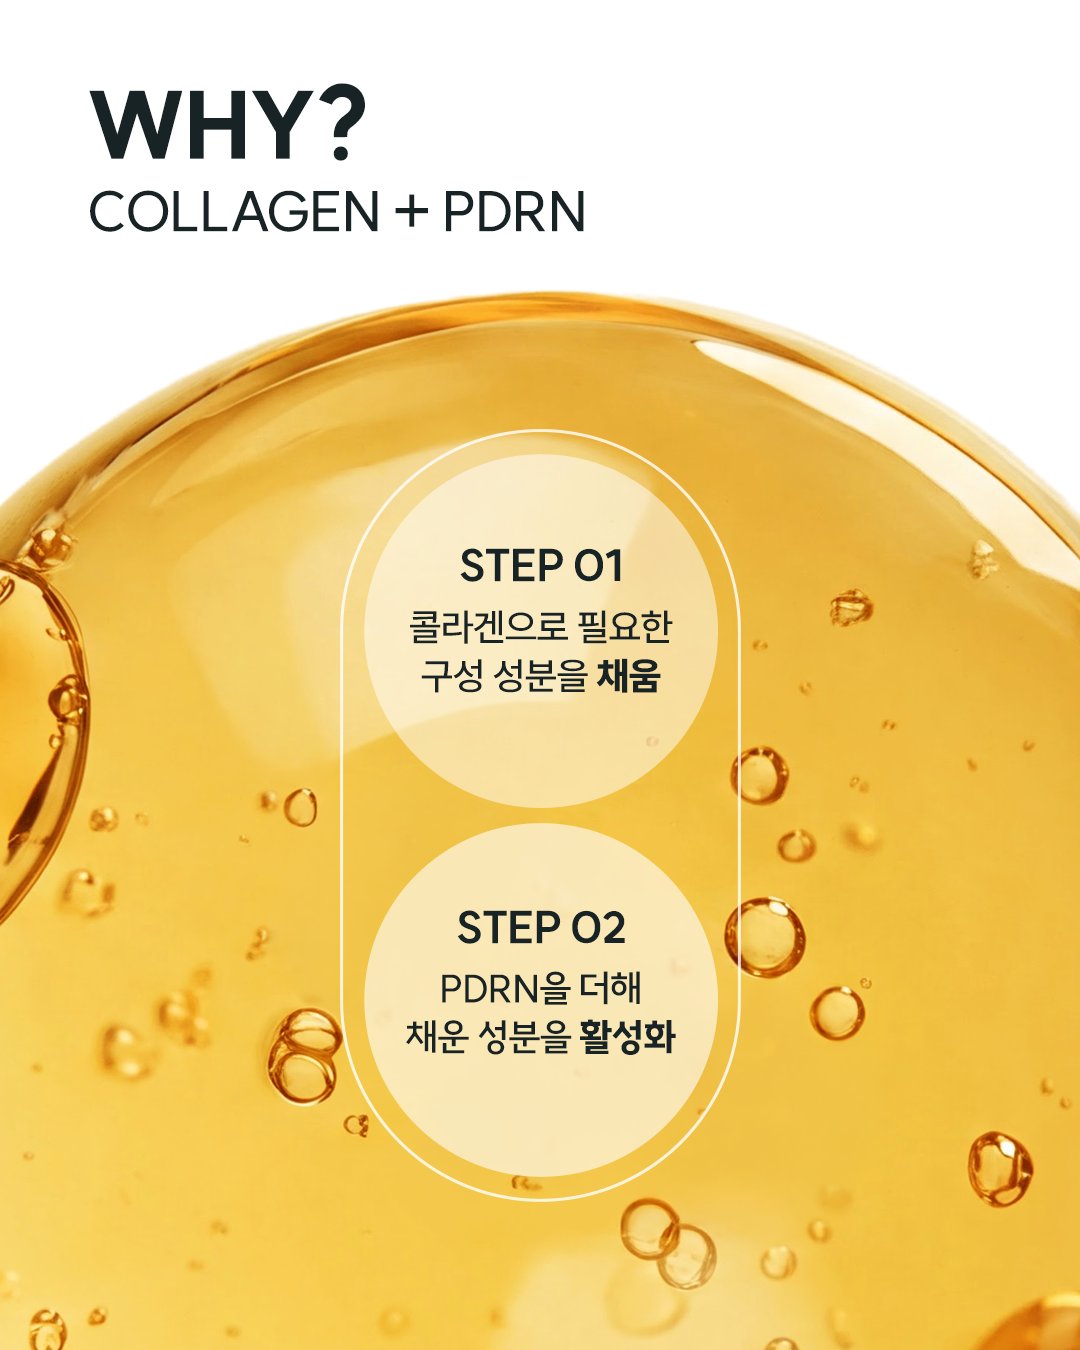 WHY?
COLLAGEN + PDRN
STEP 01
콜라겐으로 필요한
구성 성분을 채움
STEP 02
PDRN을 더해
채운 성분을 활성화